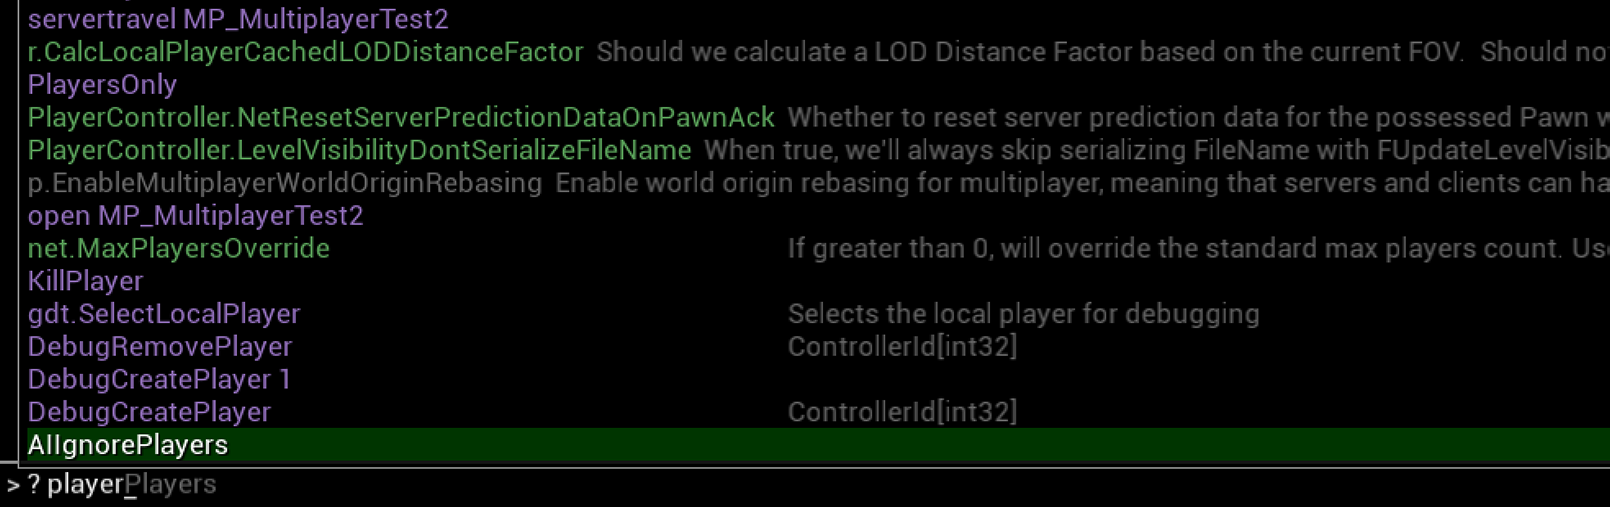 servertravel MP_MultiplayerTest2
r.CalcLocalPlayerCachedLODDistanceFactor Should we calculate a LOD Distance Factor based on the current FOV. Should no
PlayersOnly
PlayerController.NetResetServerPredictionDataOnPawnAck Whether to reset server prediction data for the possessed Pawn w
PlayerController.LevelVisibilityDontSerializeFileName When true, we'll always skip serializing FileName with FUpdateLevelVisib
p.EnableMultiplayerWorldOriginRebasing Enable world origin rebasing for multiplayer, meaning that servers and clients can ha
open MP_MultiplayerTest2
net.MaxPlayersOverride If greater than 0, will override the standard max players count. Us
KillPlayer
gdt.SelectLocalPlayer Selects the local player for debugging
DebugRemovePlayer ControllerId[int32]
DebugCreatePlayer 1
DebugCreatePlayer ControllerId[int32]
AIIgnorePlayers
> ? player_Players